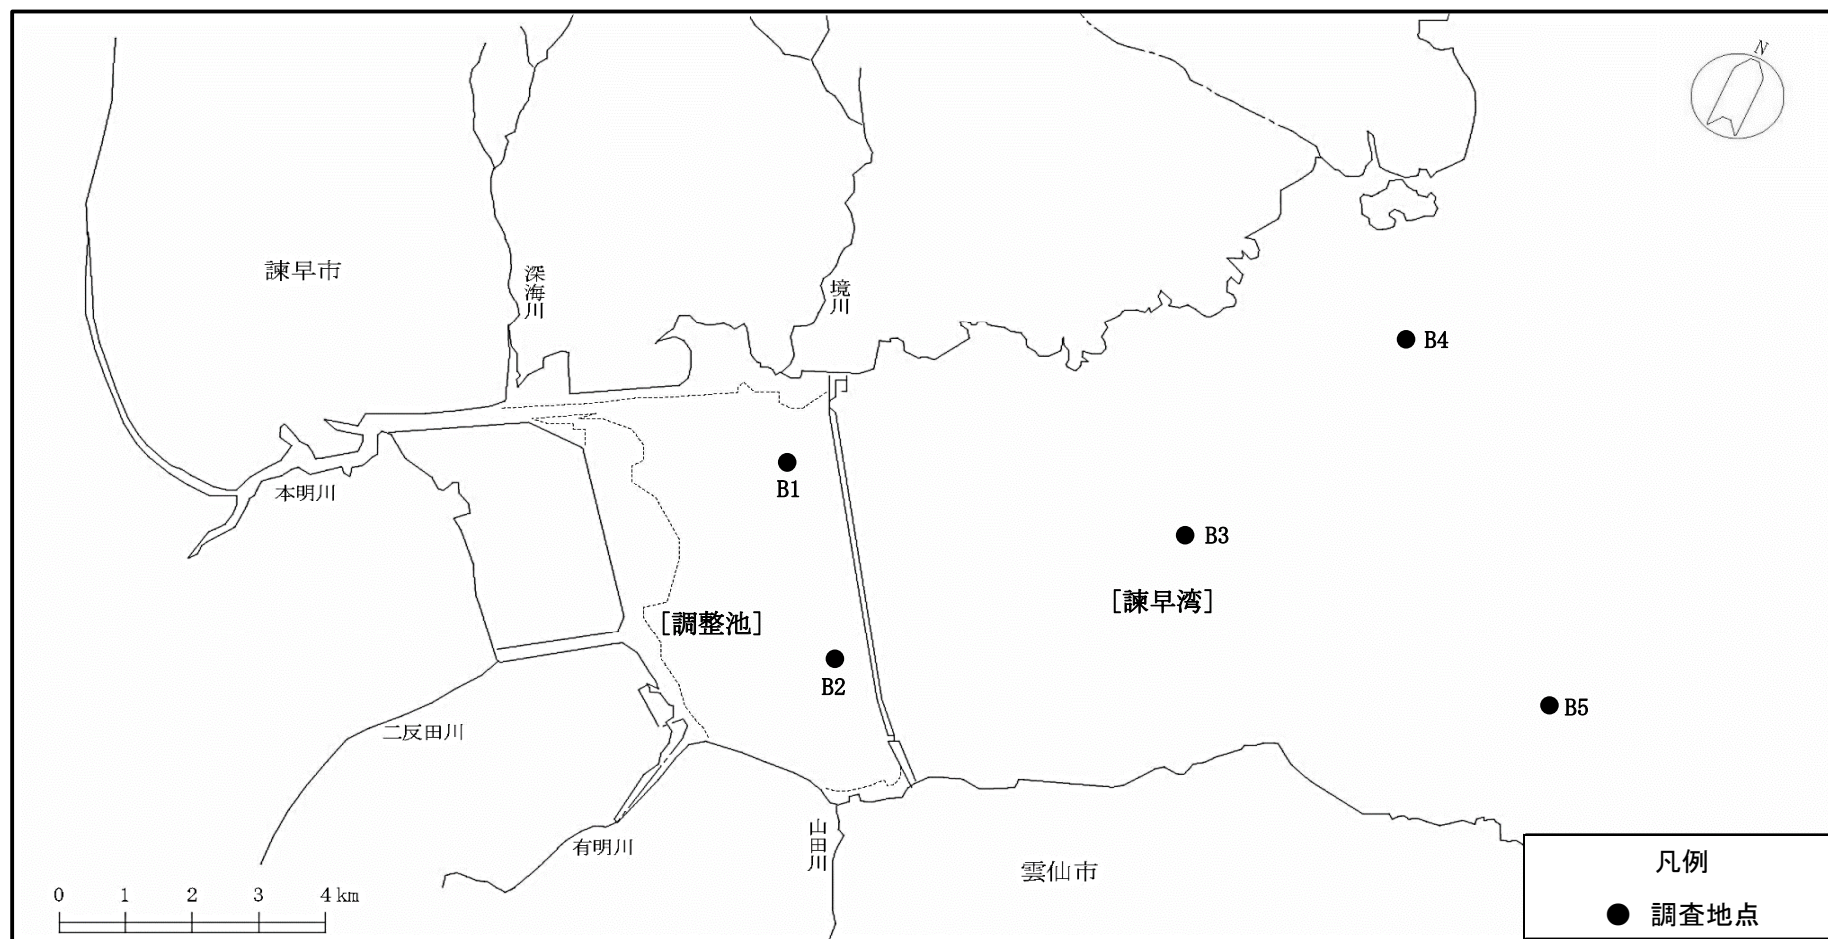 N
諫早市
深海川
境川
B4
本明川
B1
B3
[諫早湾]
[調整池]
B2
B5
二反田川
有明川
山田川
雲仙市
0 1 2 3 4 km
凡例
● 調査地点